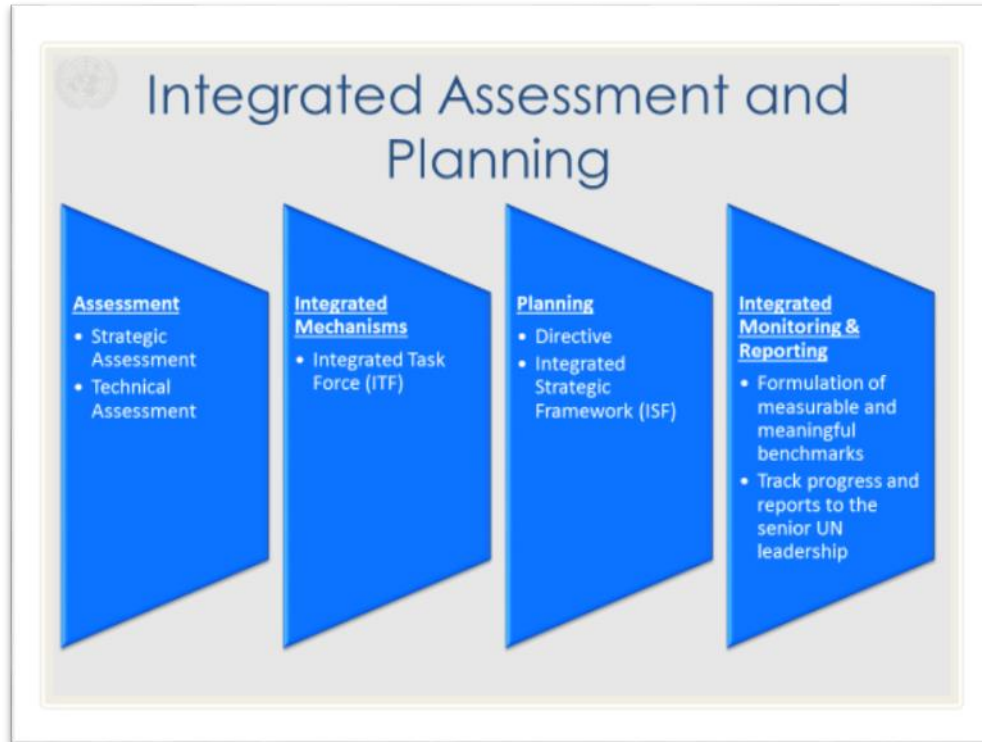 Integrated Assessment and
Planning
Assessment
• Strategic
Assessment
• Technical
Assessment
Integrated
Mechanisms
• Integrated Task
Force (ITF)
Planning
• Directive
• Integrated
Strategic
Framework (ISF)
Integrated
Monitoring &
Reporting
• Formulation of
measurable and
meaningful
benchmarks
• Track progress and
reports to the
senior UN
leadership